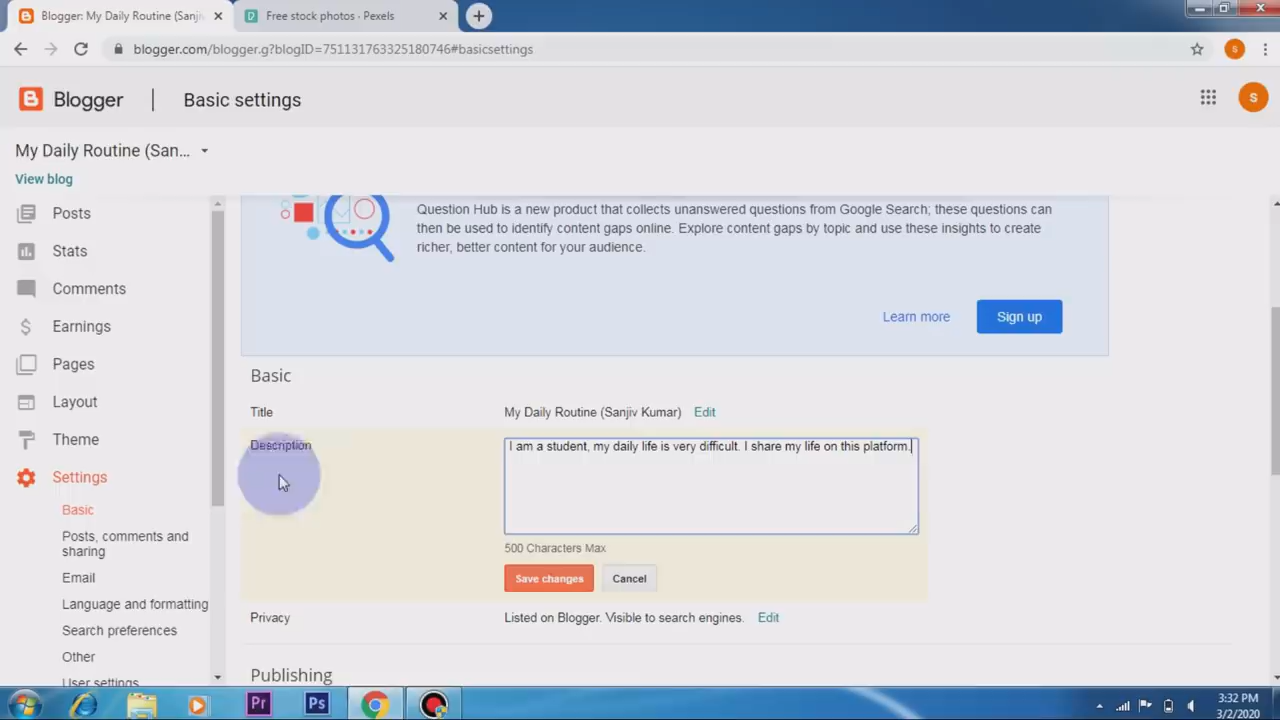 Blogger: My Daily Routine (Sanjiv
Free stock photos · Pexels
blogger.com/blogger.g?blogID=751131763325180746#basicsettings
S
Blogger
Basic settings
S
My Daily Routine (San...
View blog
Posts
Stats
Comments
Earnings
Pages
Layout
Theme
Settings
Basic
Posts, comments and
sharing
Email
Language and formatting
Search preferences
Other
User settings
Question Hub is a new product that collects unanswered questions from Google Search; these questions can
then be used to identify content gaps online. Explore content gaps by topic and use these insights to create
richer, better content for your audience.
Learn more
Sign up
Basic
Title
My Daily Routine (Sanjiv Kumar)
Edit
Description
I am a student, my daily life is very difficult. I share my life on this platform.
500 Characters Max
Save changes
Cancel
Privacy
Listed on Blogger. Visible to search engines.
Edit
Publishing
Pr
Ps
3:32 PM
3/2/2020